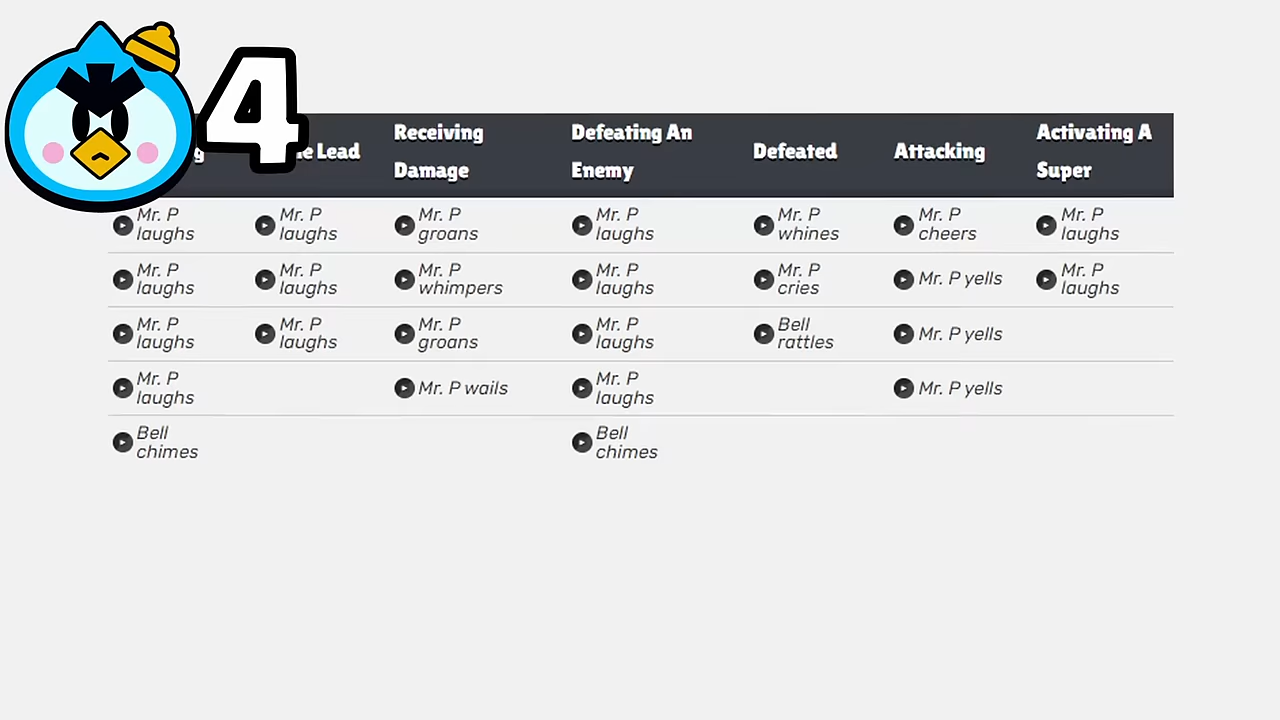 4
e Lead
Receiving
Damage
Defeating An
Enemy
Defeated
Attacking
Activating A
Super
Mr. P
laughs
Mr. P
laughs
Mr. P
groans
Mr. P
laughs
Mr. P
whines
Mr. P
cheers
Mr. P
laughs
Mr. P
laughs
Mr. P
laughs
Mr. P
whimpers
Mr. P
laughs
Mr. P
cries
Mr. P yells
Mr. P
laughs
Mr. P
laughs
Mr. P
laughs
Mr. P
groans
Mr. P
laughs
Bell
rattles
Mr. P yells
Mr. P
laughs
Mr. P wails
Mr. P
laughs
Mr. P yells
Bell
chimes
Bell
chimes